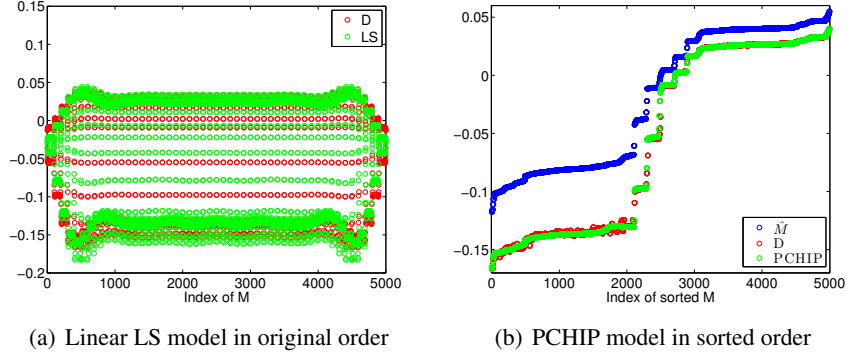 0.15
0.1
0.05
0
−0.05
−0.1
−0.15
−0.2
0 1000 2000 3000 4000 5000
Index of M
D
LS
(a) Linear LS model in original order
0.05
0
−0.05
−0.1
−0.15
0 1000 2000 3000 4000 5000
Index of sorted M
M̂
D
PCHIP
(b) PCHIP model in sorted order